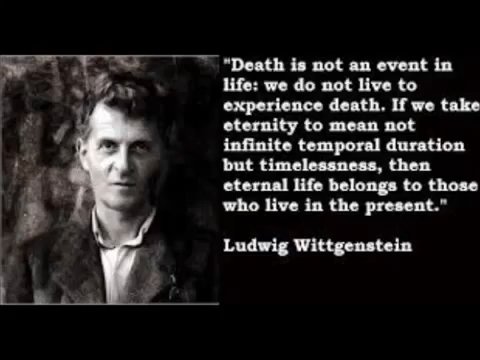 "Death is not an event in
life: we do not live to
experience death. If we take
eternity to mean not
infinite temporal duration
but timelessness, then
eternal life belongs to those
who live in the present."
Ludwig Wittgenstein